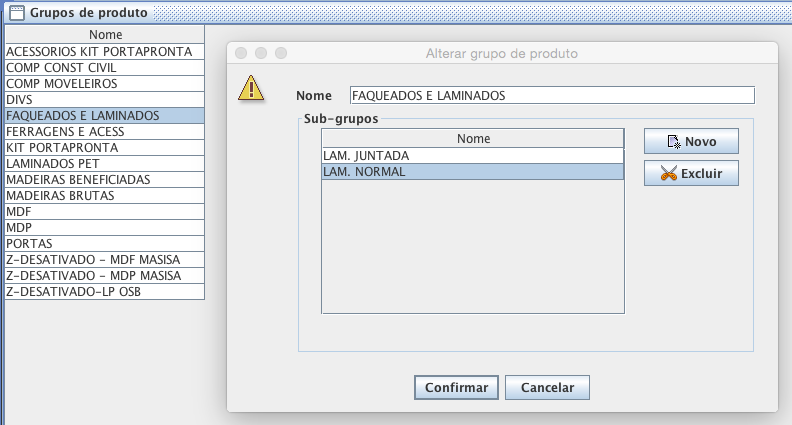 Grupos de produto
Nome
ACESSORIOS KIT PORTAPRONTA
COMP CONST CIVIL
COMP MOVELEIROS
DIVS
FAQUEADOS E LAMINADOS
FERRAGENS E ACESS
KIT PORTAPRONTA
LAMINADOS PET
MADEIRAS BENEFICIADAS
MADEIRAS BRUTAS
MDF
MDP
PORTAS
Z-DESATIVADO - MDF MASISA
Z-DESATIVADO - MDP MASISA
Z-DESATIVADO-LP OSB
Alterar grupo de produto
Nome FAQUEADOS E LAMINADOS
Sub-grupos
Nome
LAM. JUNTADA
LAM. NORMAL
Novo
Excluir
Confirmar Cancelar